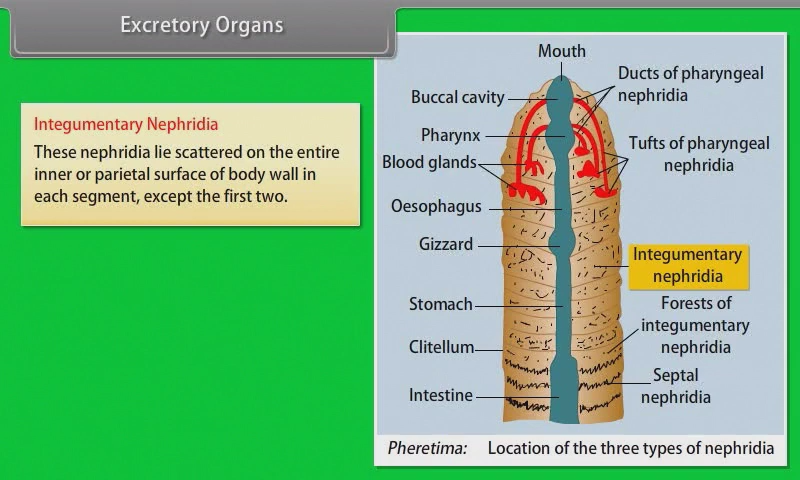 Excretory Organs
Integumentary Nephridia
These nephridia lie scattered on the entire
inner or parietal surface of body wall in
each segment, except the first two.
Mouth
Buccal cavity
Pharynx
Blood glands
Oesophagus
Gizzard
Stomach
Clitellum
Intestine
Ducts of pharyngeal
nephridia
Tufts of pharyngeal
nephridia
Integumentary
nephridia
Forests of
integumentary
nephridia
Septal
nephridia
Pheretima: Location of the three types of nephridia